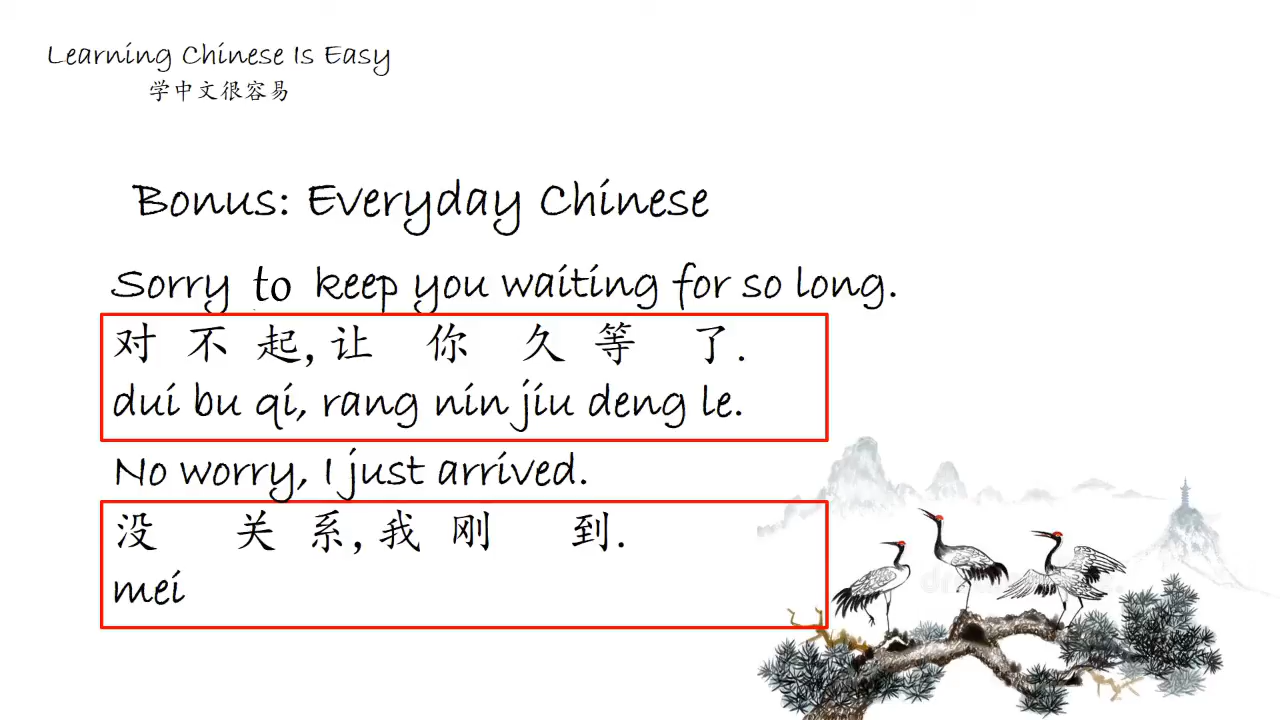 Learning Chinese Is Easy
学中文很容易
Bonus: Everyday Chinese
Sorry to keep you waiting for so long.
对 不 起, 让 你 久 等 了.
dui bu qi, rang nin jiu deng le.
No worry, I just arrived.
没 关 系, 我 刚 到.
mei